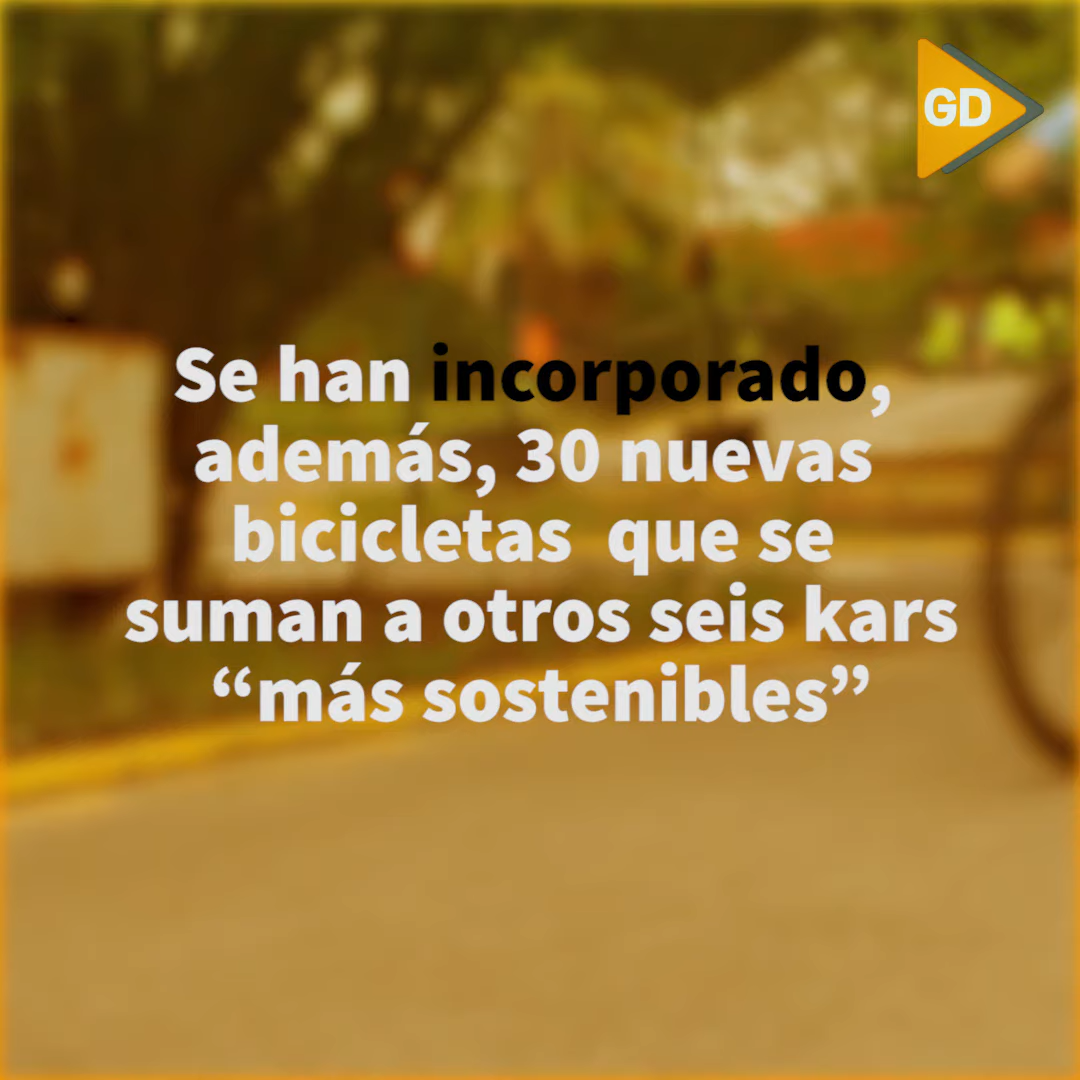 GD
Se han incorporado,
además, 30 nuevas
bicicletas  que se
suman a otros seis kars
“más sostenibles”